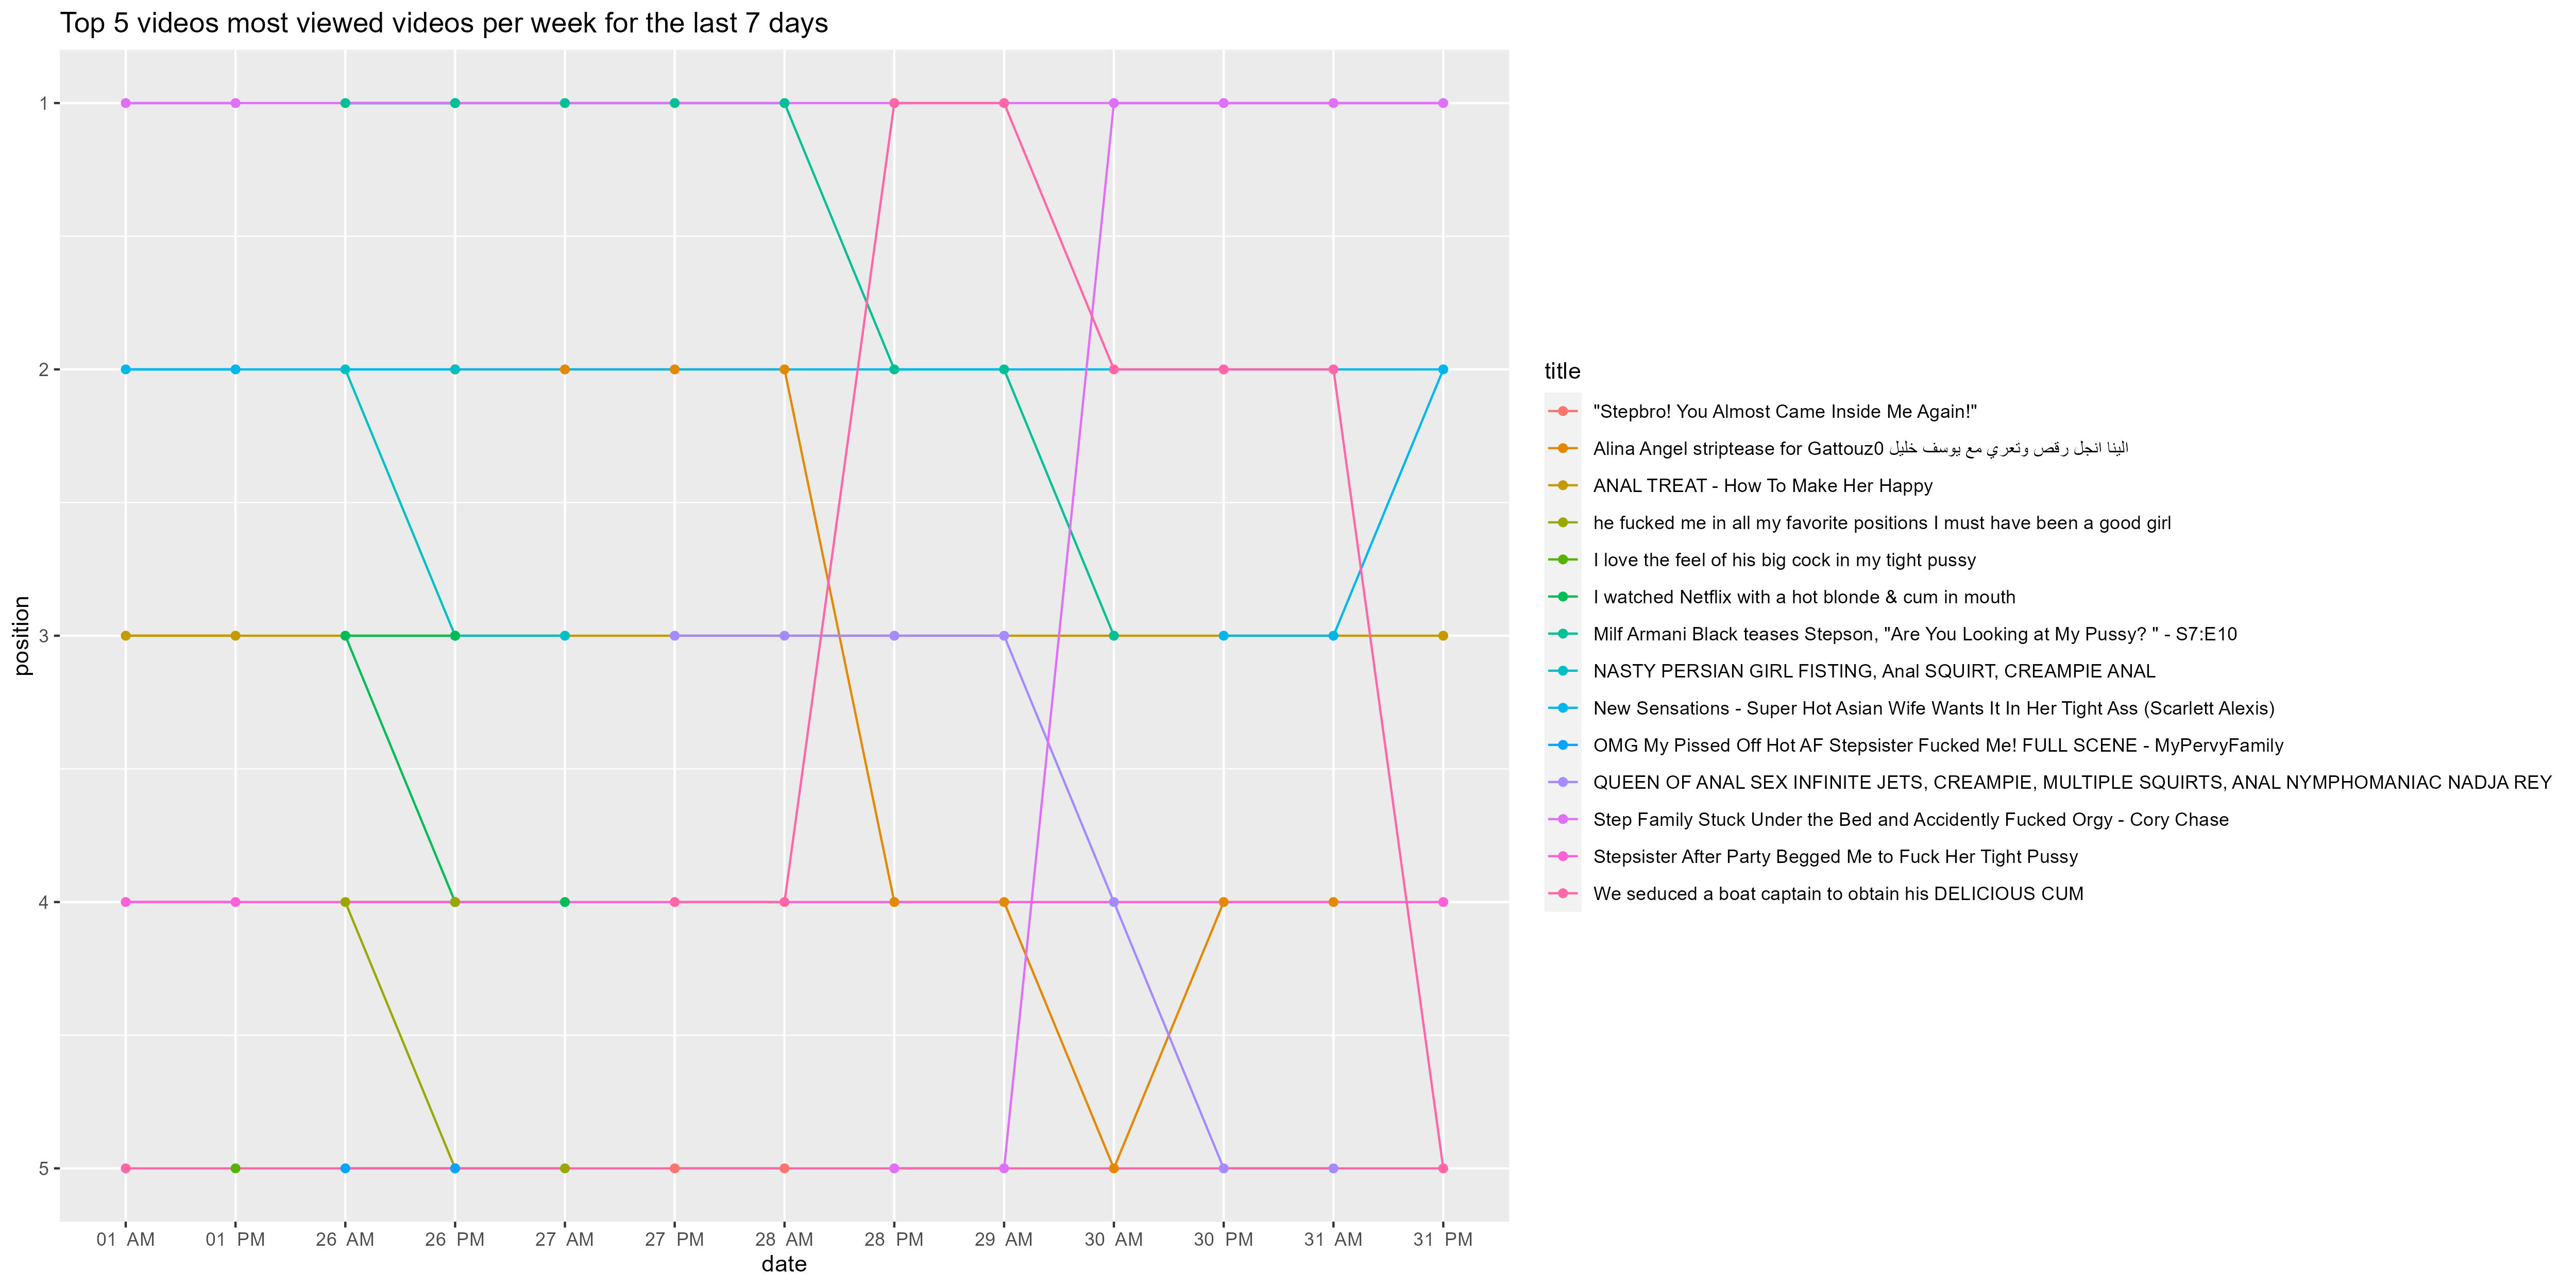 Top 5 videos most viewed videos per week for the last 7 days
position
1
2
3
4
5
01 AM 01 PM 26 AM 26 PM 27 AM 27 PM 28 AM 28 PM 29 AM 30 AM 30 PM 31 AM 31 PM
date
title
"Stepbro! You Almost Came Inside Me Again!"
Alina Angel striptease for Gattouz0 الينا انجل رقص وتعري مع يوسف خليل
ANAL TREAT - How To Make Her Happy
he fucked me in all my favorite positions I must have been a good girl
I love the feel of his big cock in my tight pussy
I watched Netflix with a hot blonde & cum in mouth
Milf Armani Black teases Stepson, "Are You Looking at My Pussy? " - S7:E10
NASTY PERSIAN GIRL FISTING, Anal SQUIRT, CREAMPIE ANAL
New Sensations - Super Hot Asian Wife Wants It In Her Tight Ass (Scarlett Alexis)
OMG My Pissed Off Hot AF Stepsister Fucked Me! FULL SCENE - MyPervyFamily
QUEEN OF ANAL SEX INFINITE JETS, CREAMPIE, MULTIPLE SQUIRTS, ANAL NYMPHOMANIAC NADJA REY
Step Family Stuck Under the Bed and Accidently Fucked Orgy - Cory Chase
Stepsister After Party Begged Me to Fuck Her Tight Pussy
We seduced a boat captain to obtain his DELICIOUS CUM